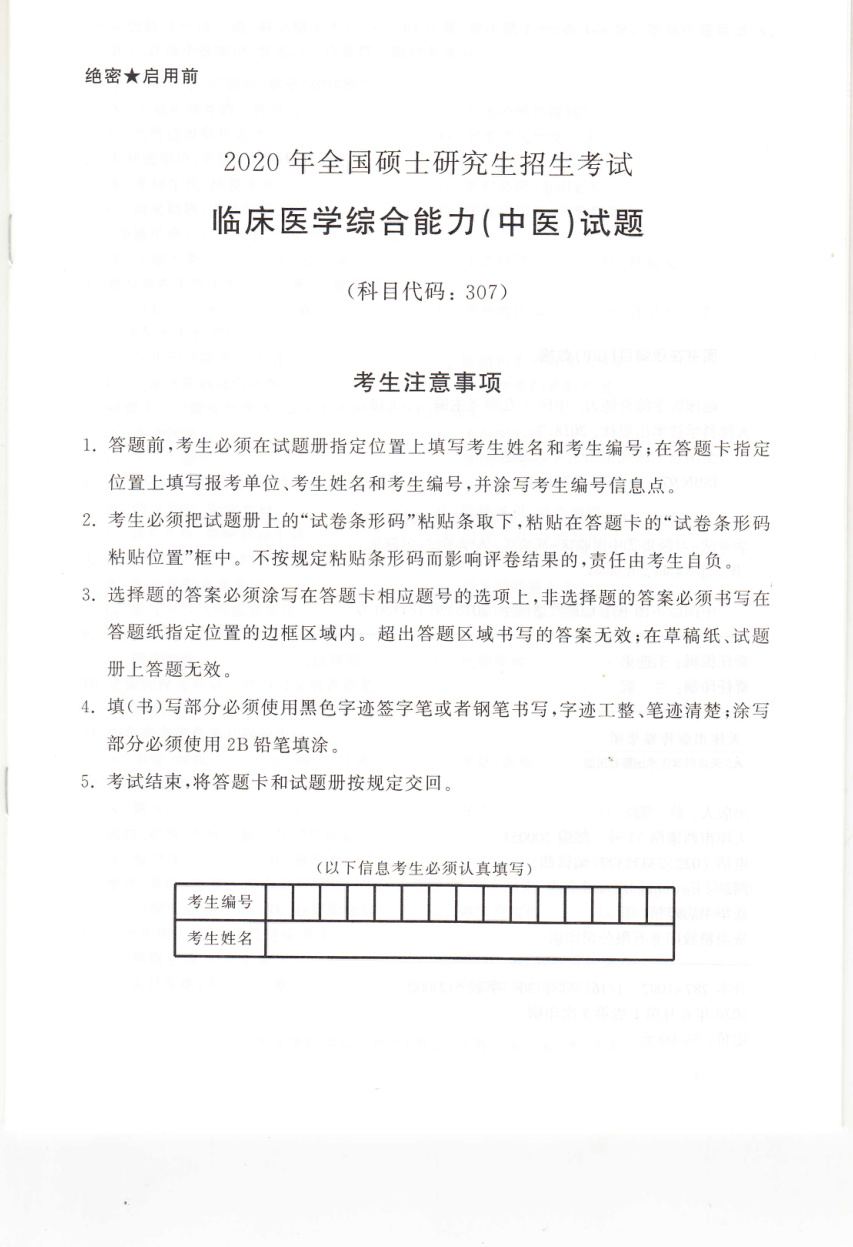 绝密★启用前
2020 年全国硕士研究生招生考试
临床医学综合能力(中医)试题
(科目代码: 307)
考生注意事项
1. 答题前,考生必须在试题册指定位置上填写考生姓名和考生编号;在答题卡指定
位置上填写报考单位、考生姓名和考生编号,并涂写考生编号信息点。
2. 考生必须把试题册上的“试卷条形码”粘贴条取下,粘贴在答题卡的“试卷条形码
粘贴位置”框中。不按规定粘贴条形码而影响评卷结果的,责任由考生自负。
3. 选择题的答案必须涂写在答题卡相应题号的选项上,非选择题的答案必须书写在
答题纸指定位置的边框区域内。超出答题区域书写的答案无效;在草稿纸、试题
册上答题无效。
4. 填(书)写部分必须使用黑色字迹签字笔或者钢笔书写,字迹工整、笔迹清楚;涂写
部分必须使用 2B 铅笔填涂。
5. 考试结束,将答题卡和试题册按规定交回。
(以下信息考生必须认真填写)
考生编号
考生姓名